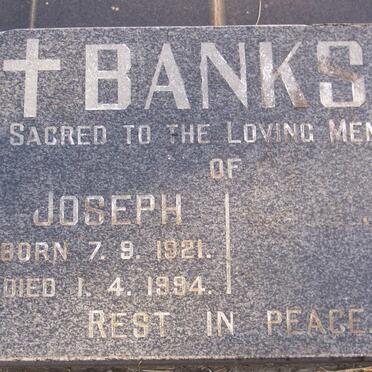 BANKS
SACRED TO THE LOVING MEM
OF
JOSEPH
BORN 7. 9. 1921.
DIED 1. 4. 1994.
REST IN PEACE.